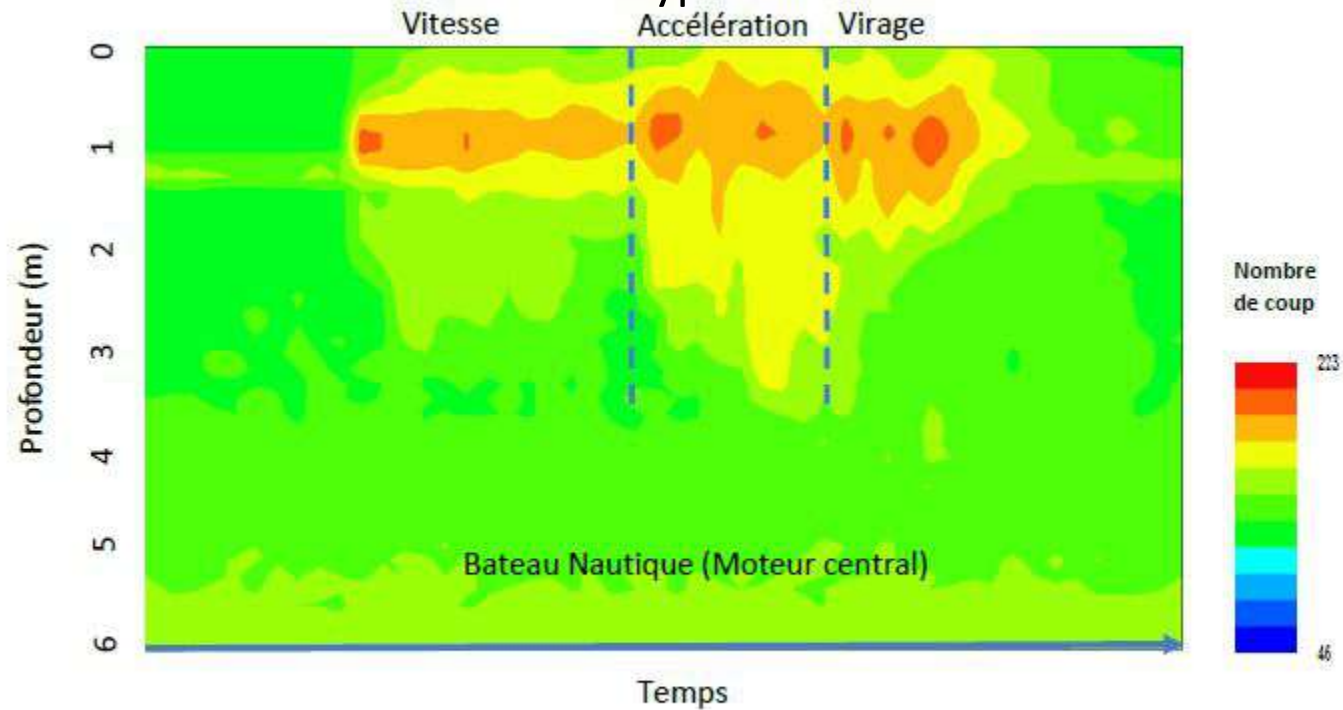 Vitesse Accélération Virage
0
1
2
3
4
5
6
Profondeur (m)
Bateau Nautique (Moteur central)
Temps
Nombre
de coup
223
46